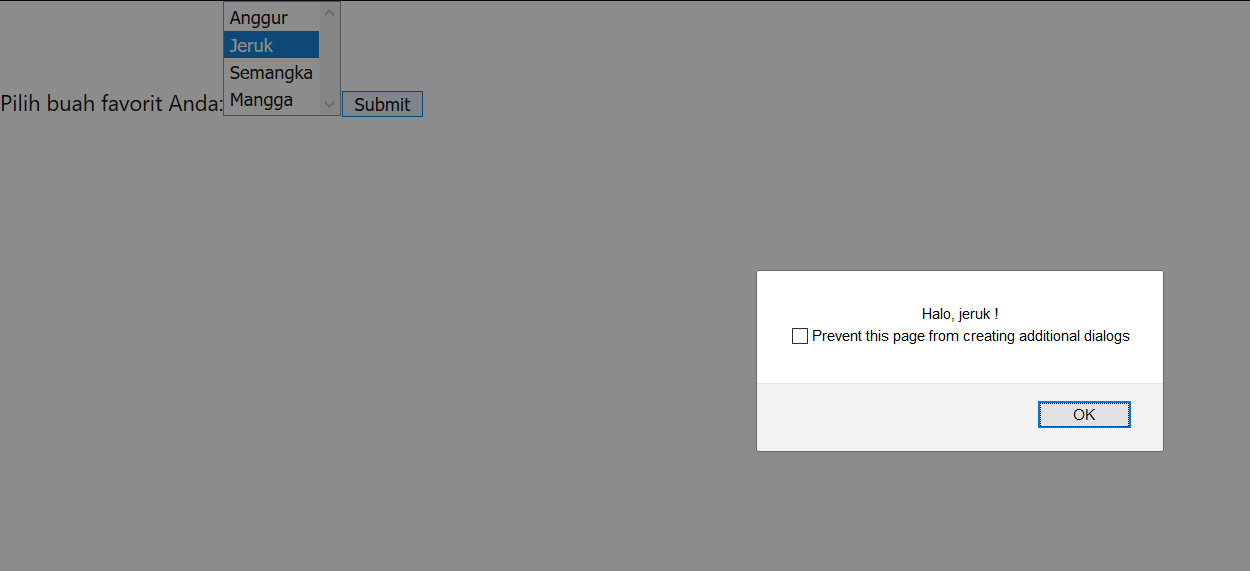 Anggur
Jeruk
Semangka
Mangga
Pilih buah favorit Anda:
Submit
Halo, jeruk !
Prevent this page from creating additional dialogs
OK